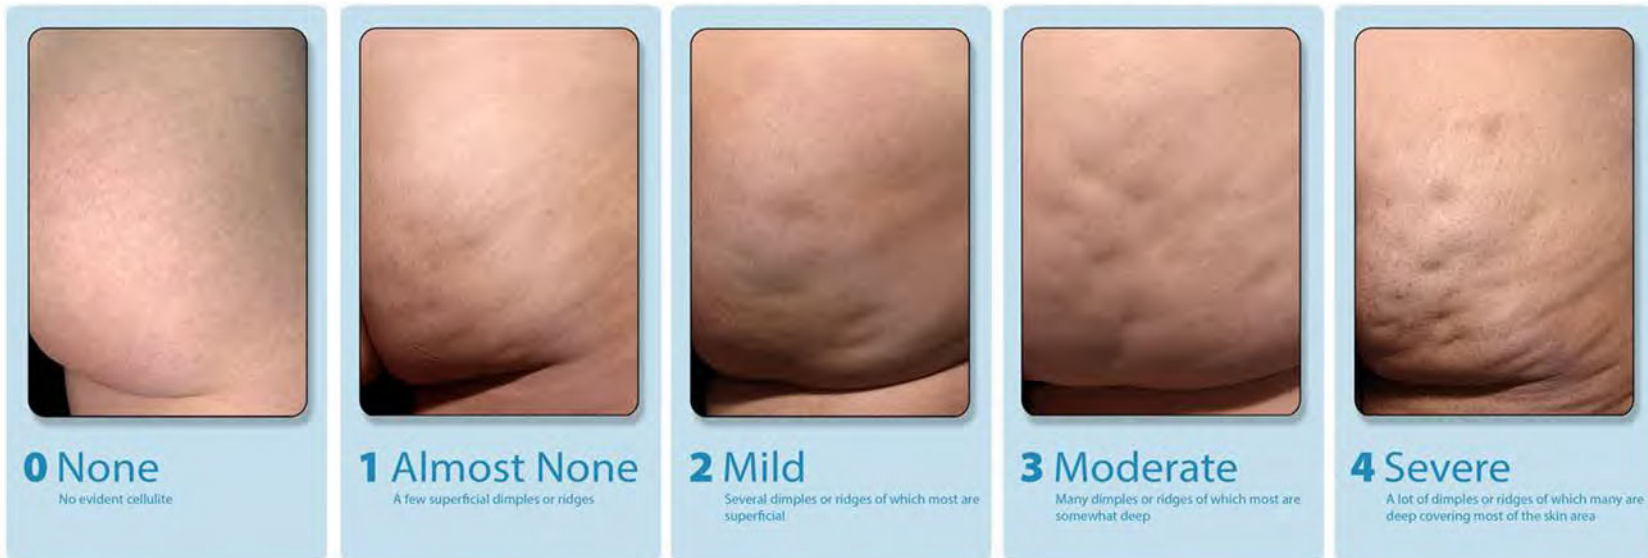 0 None
No evident cellulite
1 Almost None
A few superficial dimples or ridges
2 Mild
Several dimples or ridges of which most are
superficial
3 Moderate
Many dimples or ridges of which most are
somewhat deep
4 Severe
A lot of dimples or ridges of which many are
deep covering most of the skin area